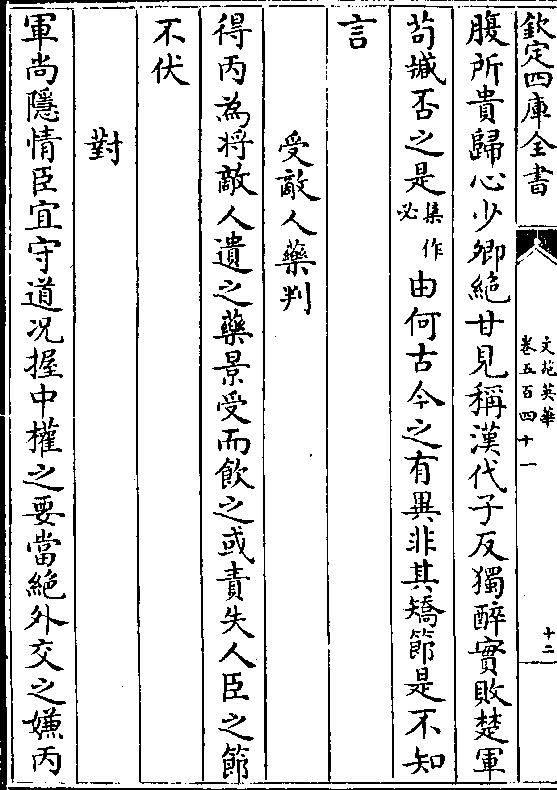 欽定四庫全書
文苑英華
卷五百四十一
十二
腹所貴歸心少卿絶甘見稱漢代子反獨醉實敗楚軍
苟撼否之是集作必由何古今之有異非其矯節是不知
言
受敵人藥判
得丙為將敵人遺之藥景受而飲之或責失人臣之節
不伏
對
軍尚隱情臣宜守道况握中權之要當絶外交之嫌丙